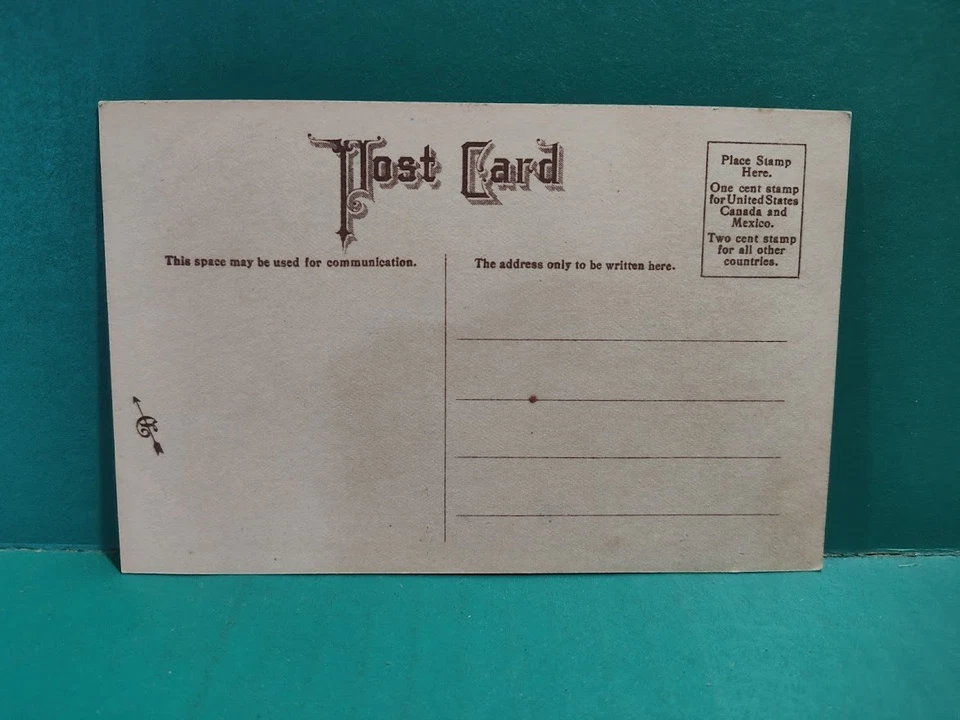 Post Card
Place Stamp
Here.
One cent stamp
for United States
Canada and
Mexico.
Two cent stamp
for all other
countries.
This space may be used for communication.
The address only to be written here.